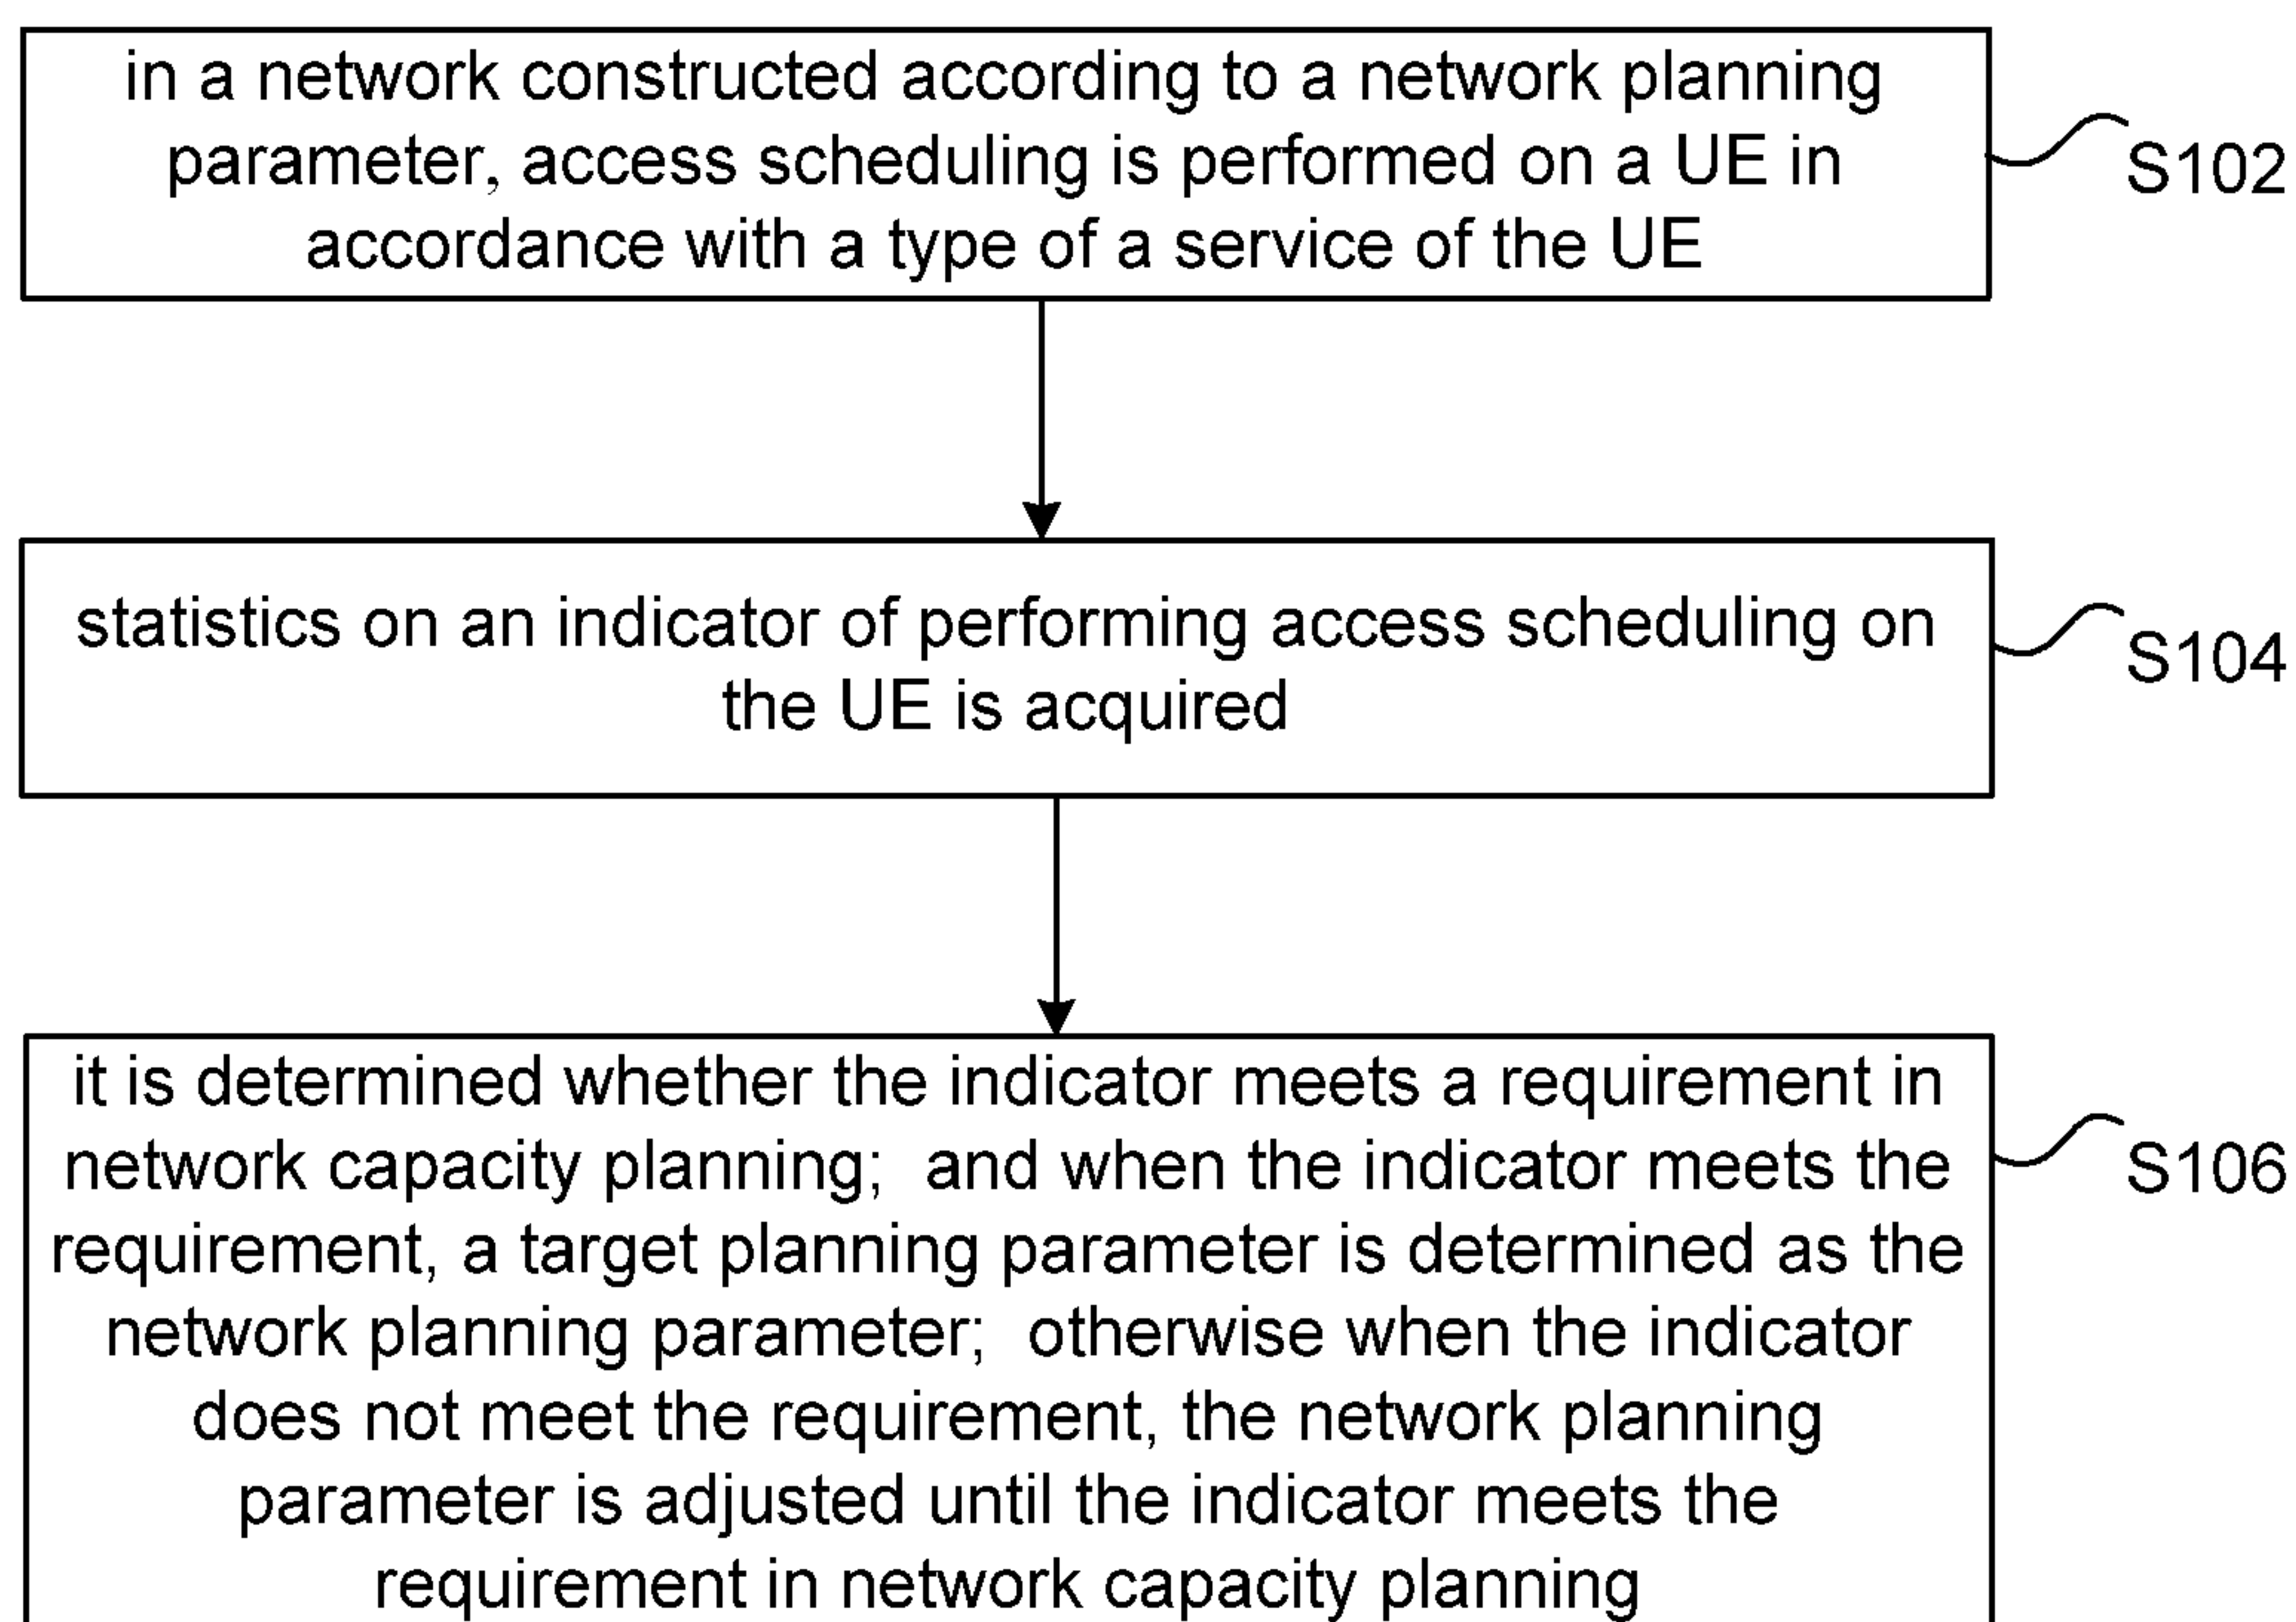 in a network constructed according to a network planning
parameter, access scheduling is performed on a UE in
accordance with a type of a service of the UE
S102
statistics on an indicator of performing access scheduling on
the UE is acquired
S104
it is determined whether the indicator meets a requirement in
network capacity planning; and when the indicator meets the
requirement, a target planning parameter is determined as the
network planning parameter; otherwise when the indicator
does not meet the requirement, the network planning
parameter is adjusted until the indicator meets the
requirement in network capacity planning
S106